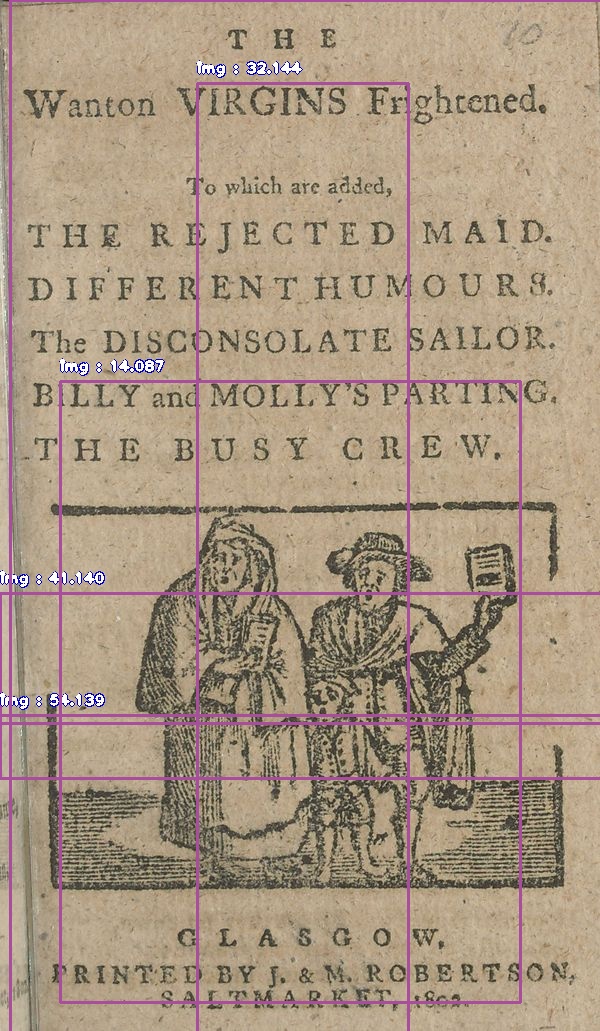 10
THE
Img : 32.144
Wanton VIRGINS Frightened.
To which are added,
THE REJECTED MAID.
DIFFERENT HUMOURS.
The DISCONSOLATE SAILOR.
Img : 14.087
BILLY and MOLLY'S PARTING.
THE BUSY CREW.
Img : 41.140
Img : 54.139
GLASGOW,
PRINTED BY J. & M. ROBERTSON,
SALTMARKET, 1802.